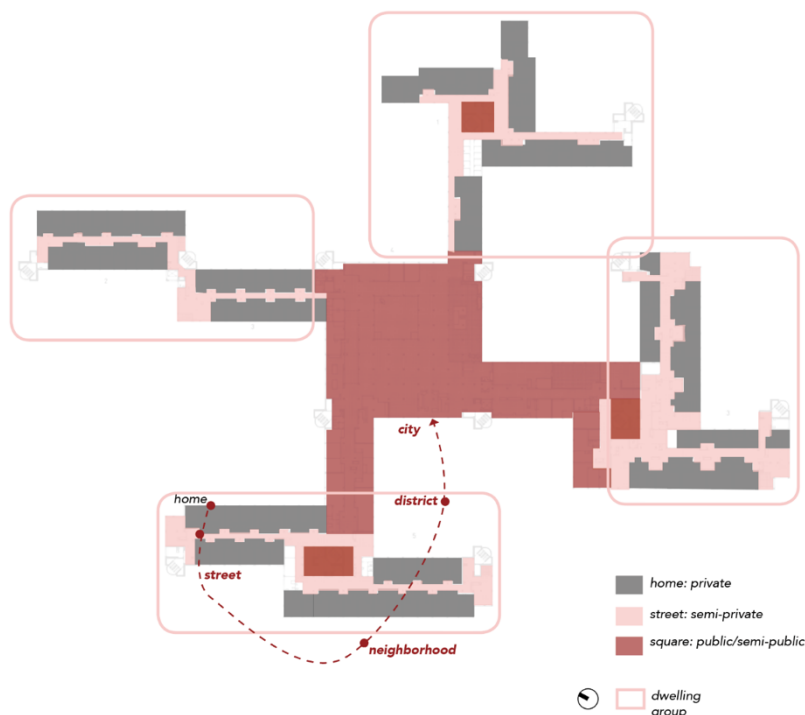 city
home
district
street
neighborhood
home: private
street: semi-private
square: public/semi-public
dwelling
group